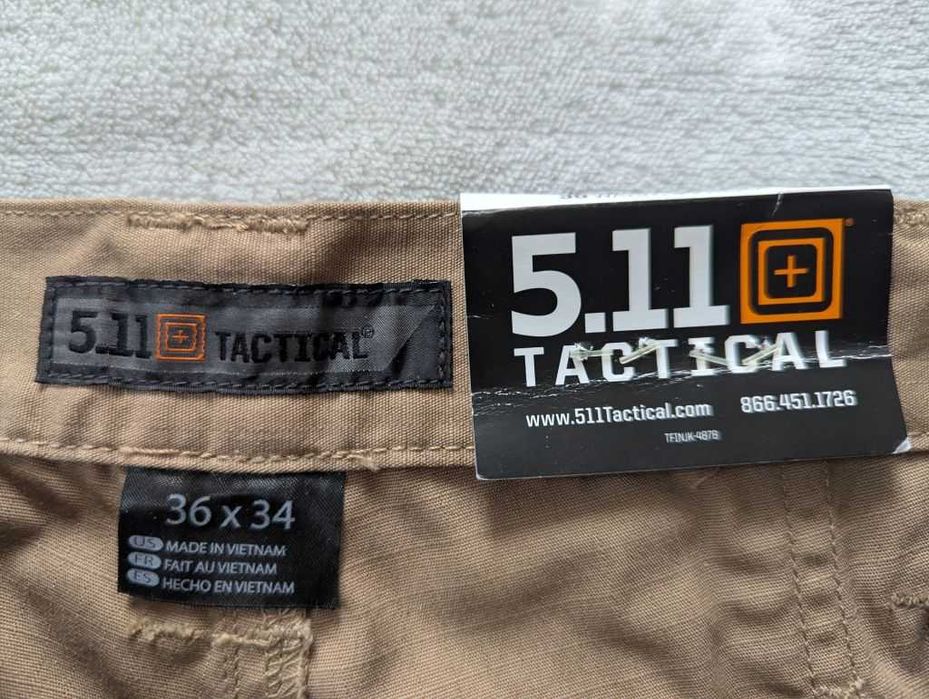 5.11 TACTICAL®
36 x 34
US MADE IN VIETNAM
FR FAIT AU VIETNAM
ES HECHO EN VIETNAM
5.11 ®
TACTICAL
www.511Tactical.com 866.451.1726